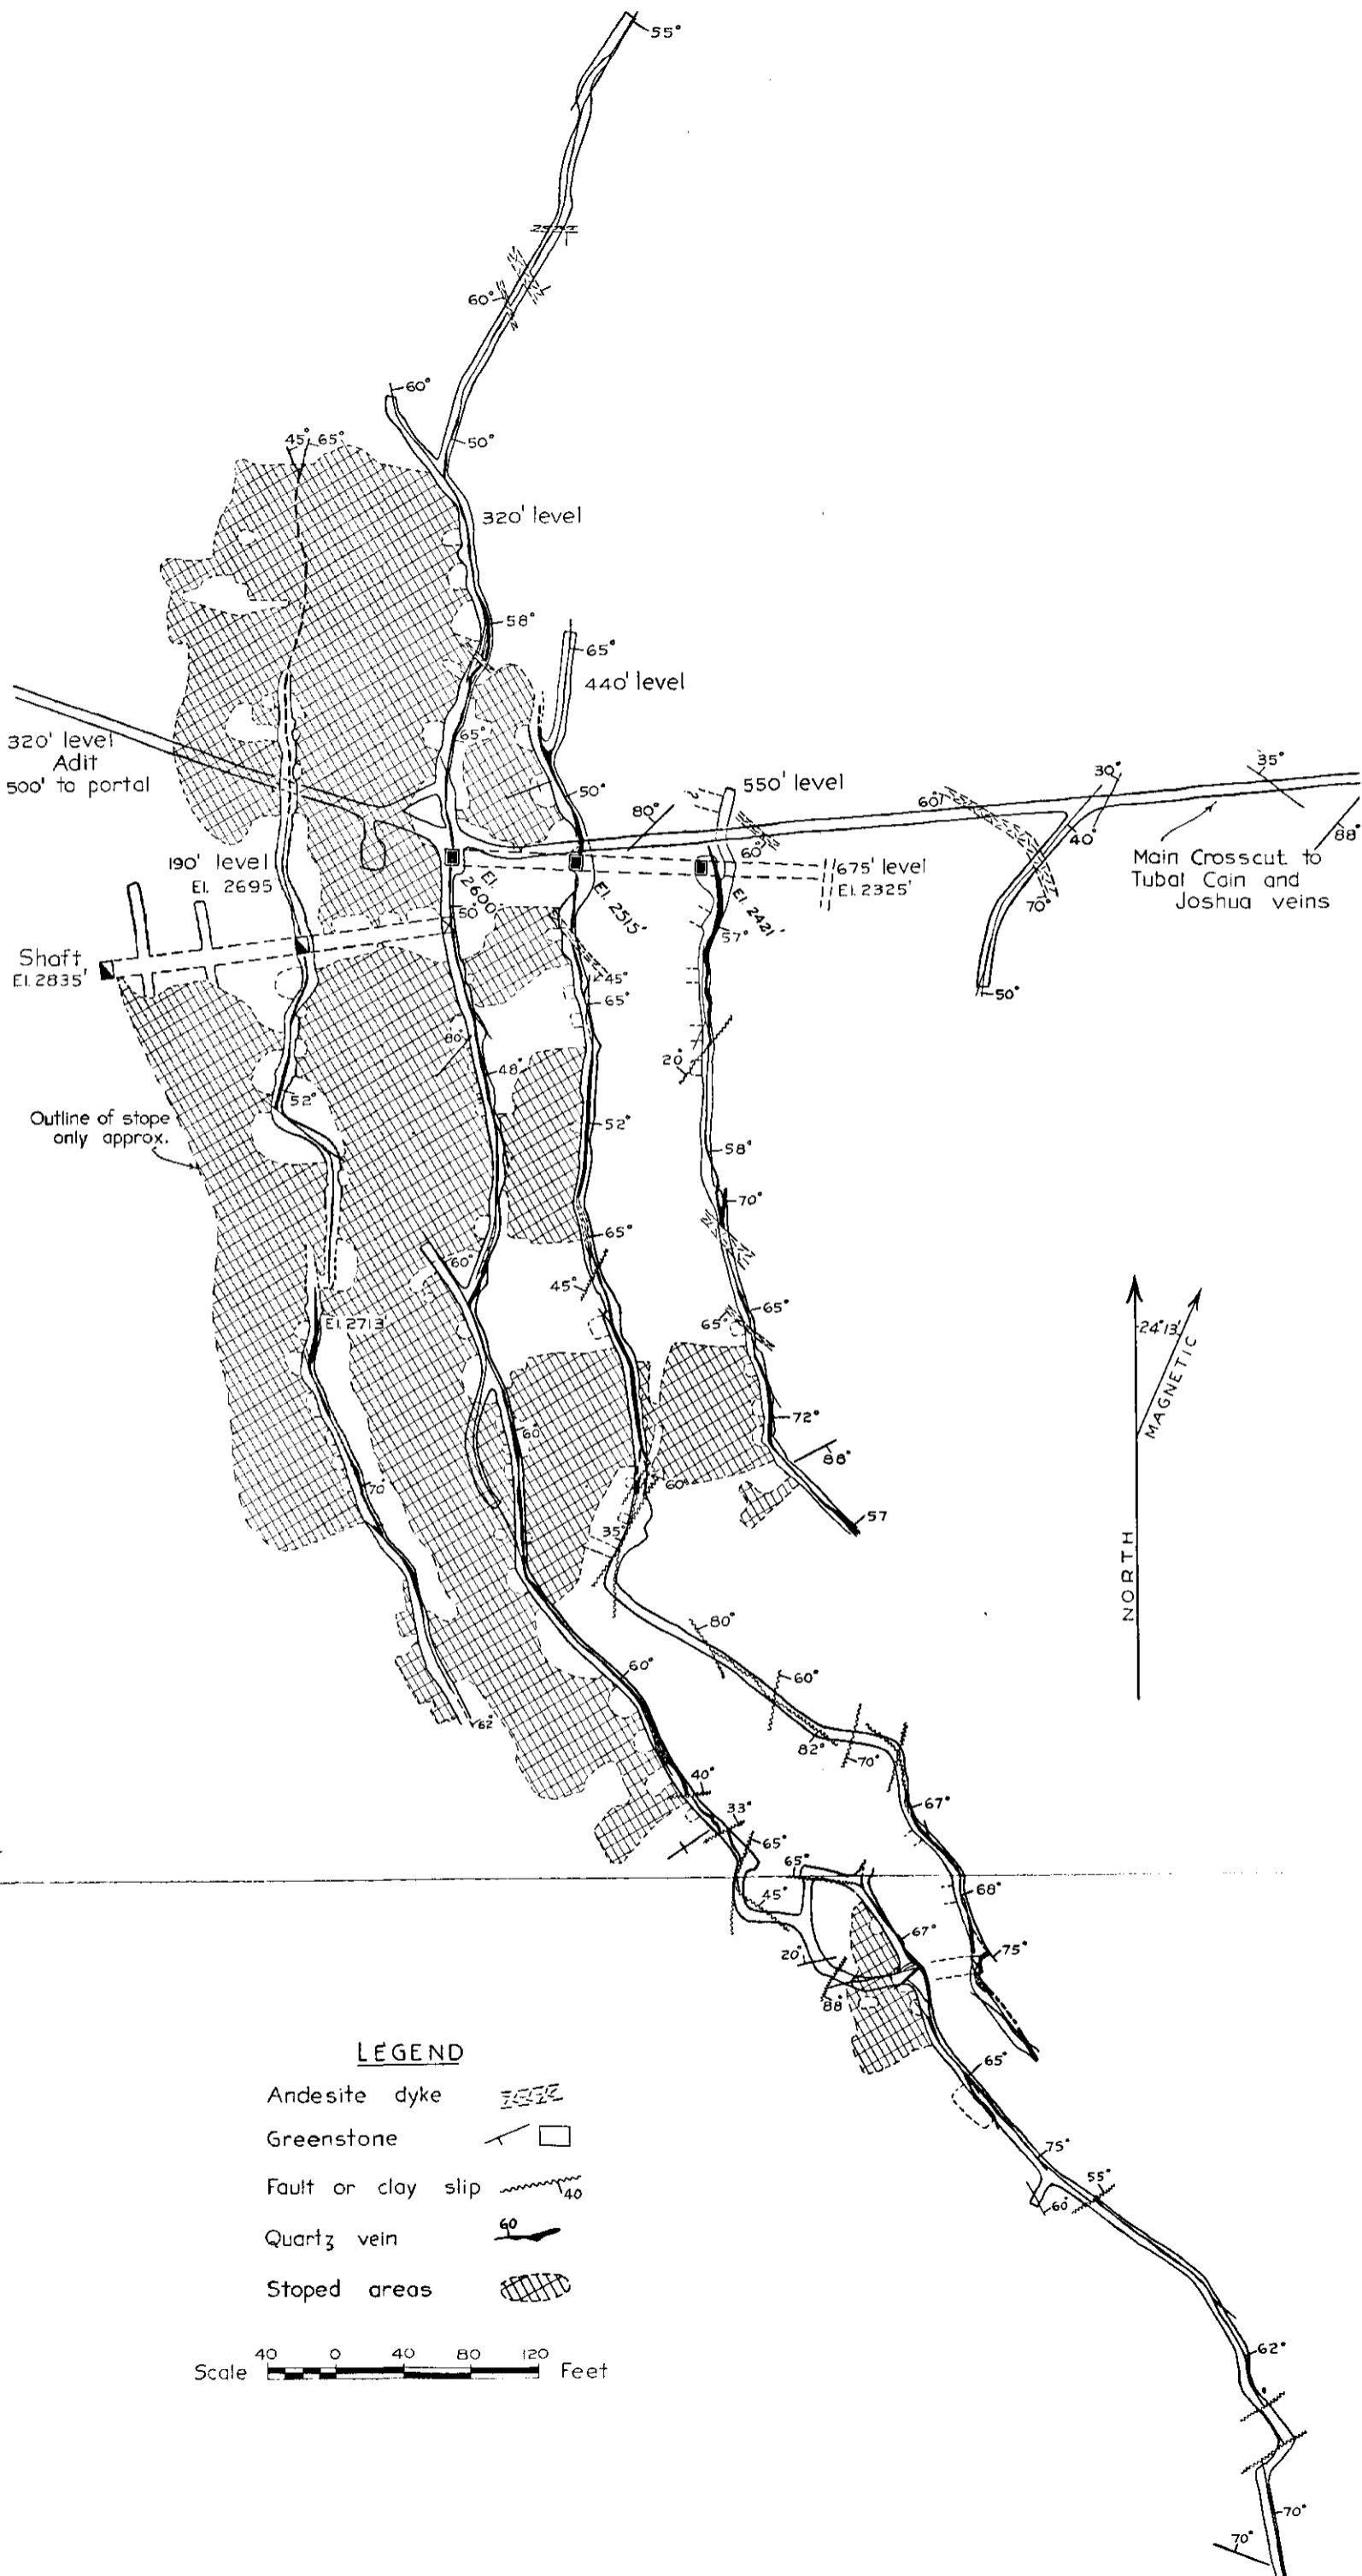 55°
60°
60°
50°
45° 65°
320' level
58°
65°
440' level
65°
320' level
Adit
500' to portal
50°
550' level
80°
60°
60°
30°
35°
40°
88°
70°
50°
Main Crosscut to
Tubal Cain and
Joshua veins
190' level
El. 2695
El.
2600'
50°
El. 2515'
El. 2421'
675' level
El. 2325'
57°
Shaft
El. 2835'
45°
65°
80°
48°
20°
52°
52°
58°
Outline of stope
only approx.
70°
65°
60°
45°
65°
65°
El. 2713'
24°13'
MAGNETIC
NORTH
72°
60°
88°
70°
60°
57
35°
80°
60°
60°
62°
82°
70°
40°
67°
33°
65°
65°
68°
45°
67°
20°
75°
88°
65°
75°
55°
60°
62°
70°
70°
LEGEND
Andesite dyke
Greenstone
Fault or clay slip 40
Quartz vein 60
Stoped areas
40 0 40 80 120
Scale Feet